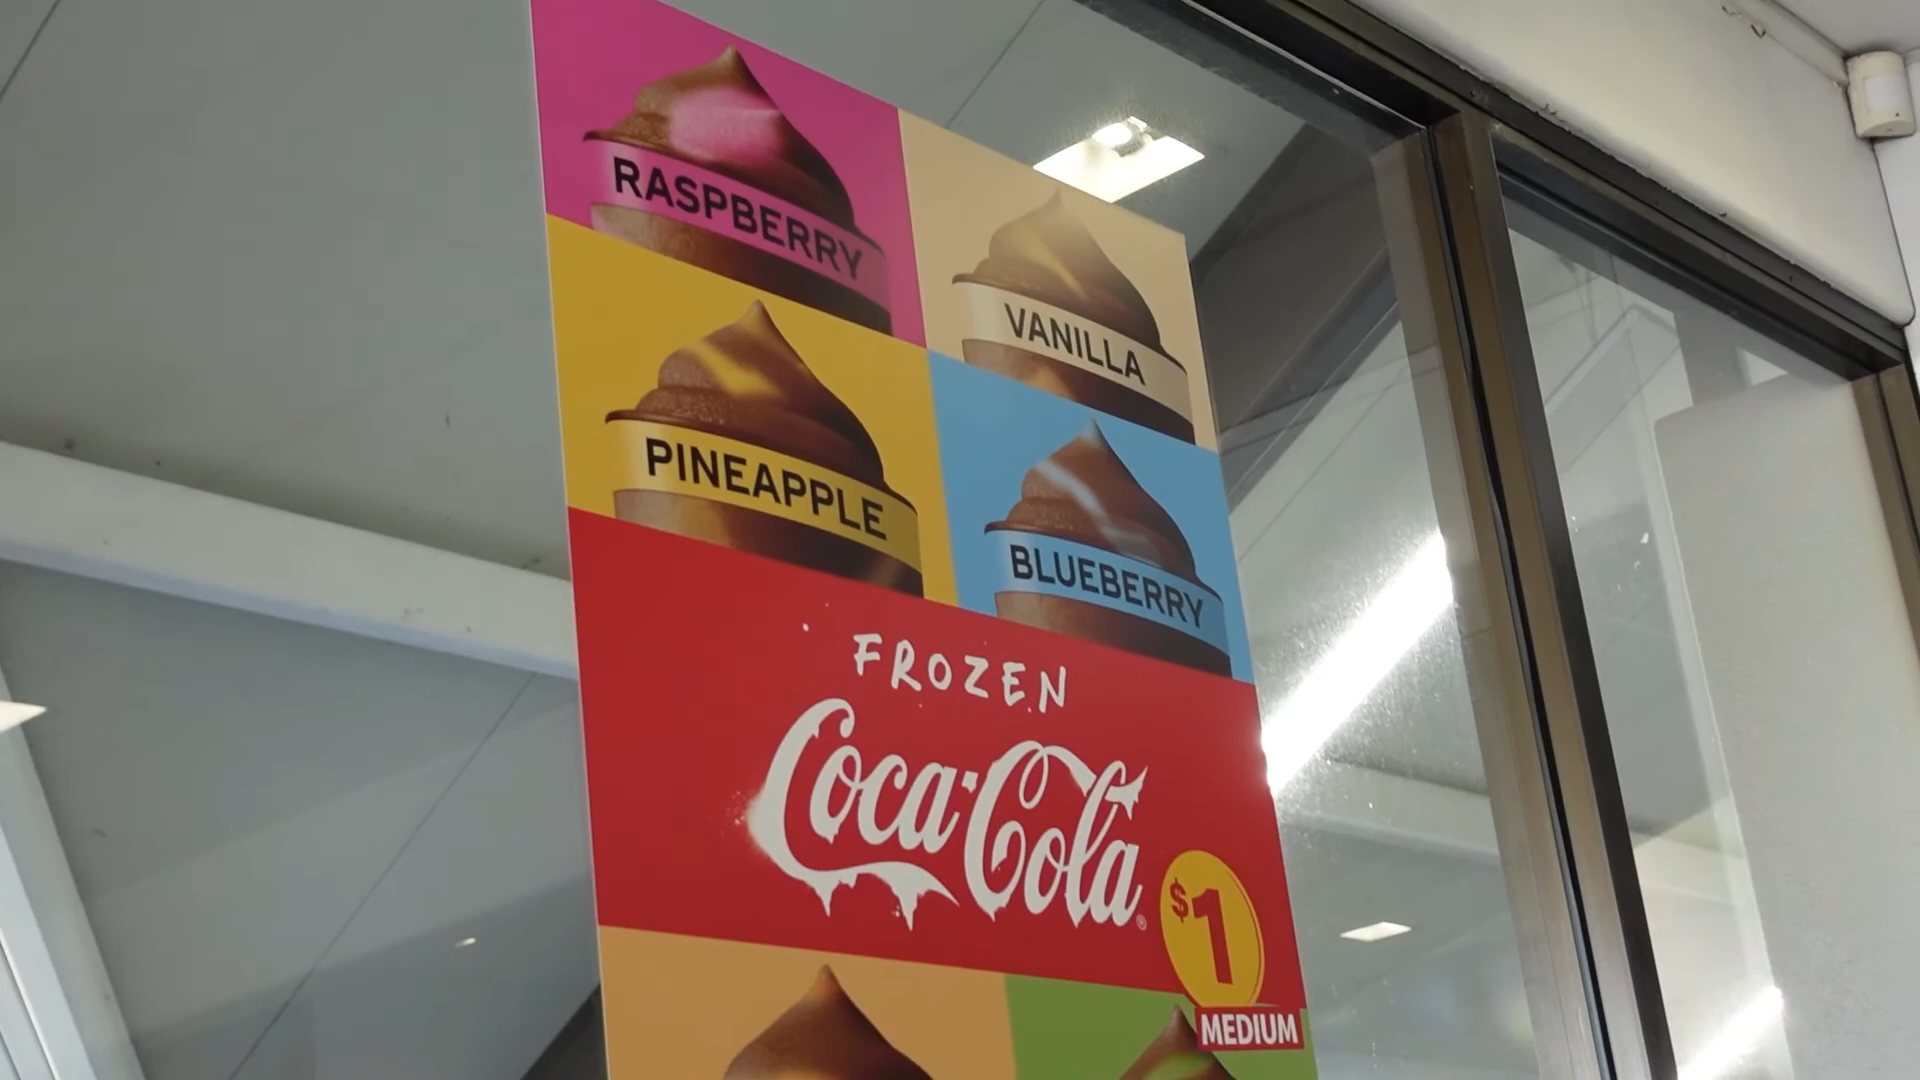 RASPBERRY
VANILLA
PINEAPPLE
BLUEBERRY
FROZEN
Coca-Cola®
$1
MEDIUM